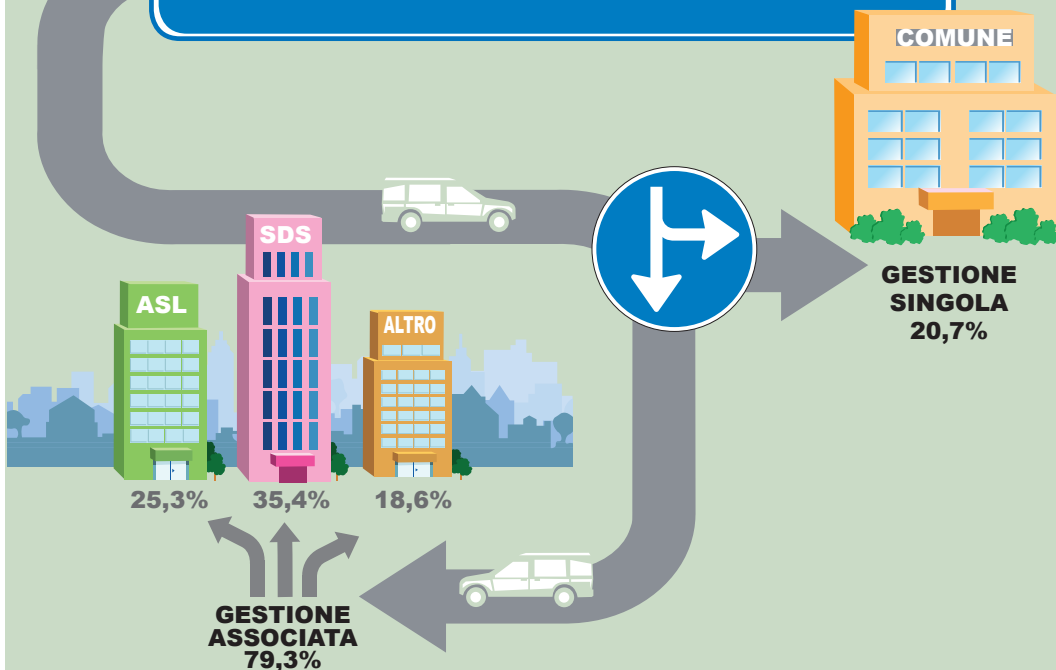 COMUNE
GESTIONE
SINGOLA
20,7%
SDS
ASL
ALTRO
25,3%
35,4%
18,6%
GESTIONE
ASSOCIATA
79,3%